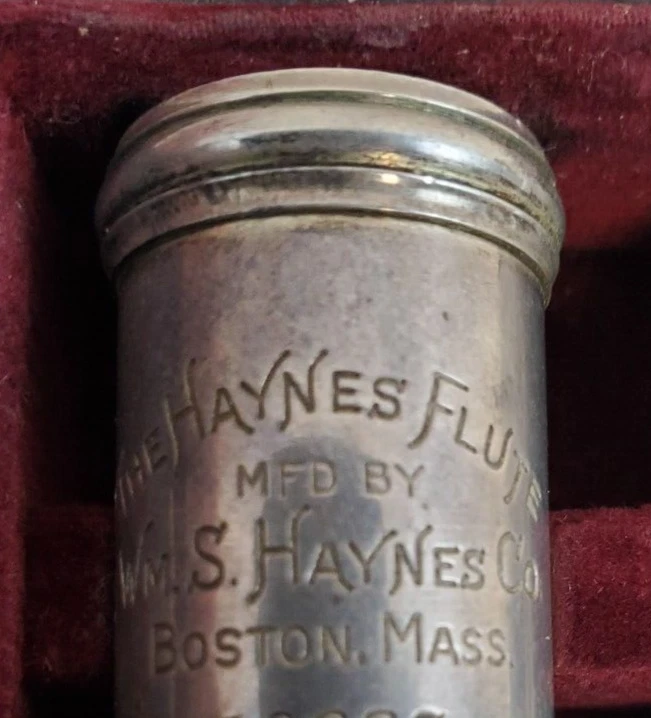 THE HAYNES FLUTE
MFD BY
WM. S. HAYNES CO.
BOSTON, MASS.